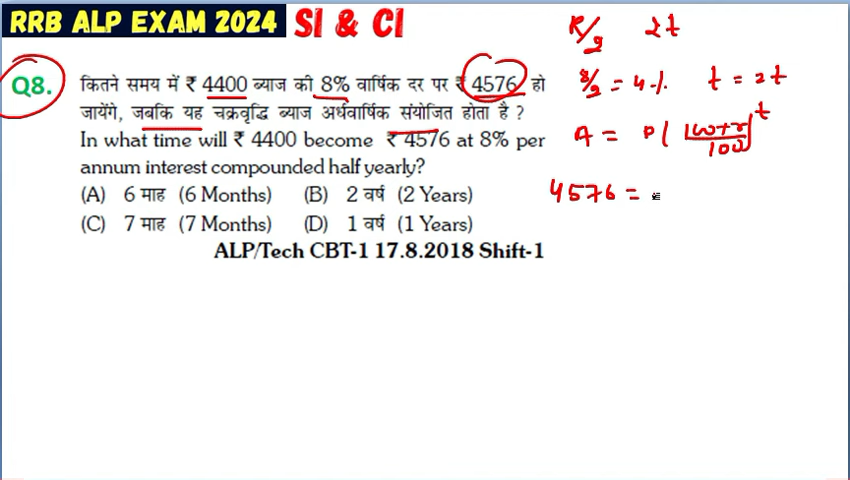 RRB ALP EXAM 2024 SI & CI
R/2 2t
Q8. कितने समय में ₹ 4400 ब्याज की 8% वार्षिक दर पर ₹ 4576 हो
8/2 = 4% t = 2t
जायेंगे, जबकि यह चक्रवृद्धि ब्याज अर्धवार्षिक संयोजित होता है ?
In what time will ₹ 4400 become ₹ 4576 at 8% per
A = P(100+r/100)^t
annum interest compounded half yearly?
(A) 6 माह (6 Months) (B) 2 वर्ष (2 Years)
4576 =
(C) 7 माह (7 Months) (D) 1 वर्ष (1 Years)
ALP/Tech CBT-1 17.8.2018 Shift-1